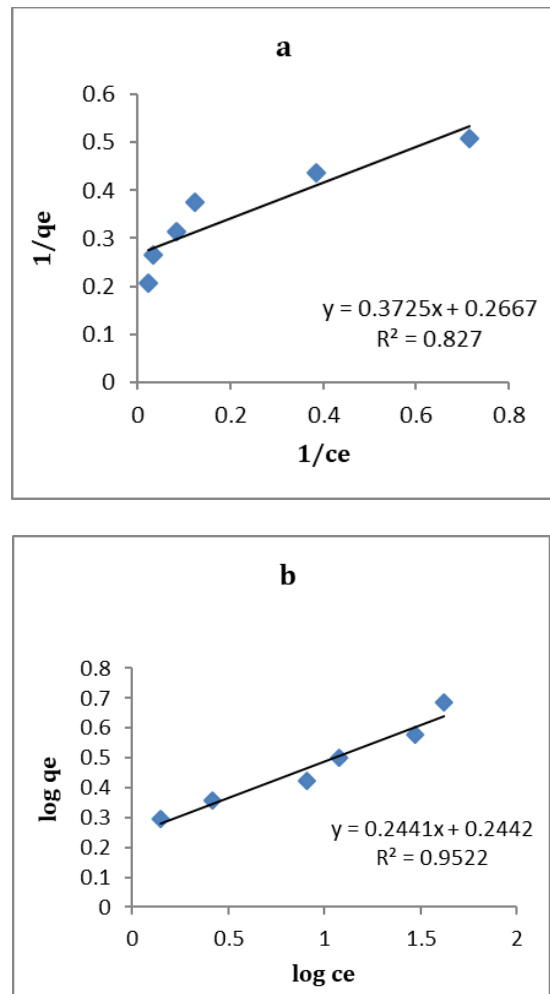 a
0.6
0.5
0.4
0.3
0.2
0.1
0
1/qe
y = 0.3725x + 0.2667
R² = 0.827
0 0.2 0.4 0.6 0.8
1/ce
b
0.8
0.7
0.6
0.5
0.4
0.3
0.2
0.1
0
log qe
y = 0.2441x + 0.2442
R² = 0.9522
0 0.5 1 1.5 2
log ce